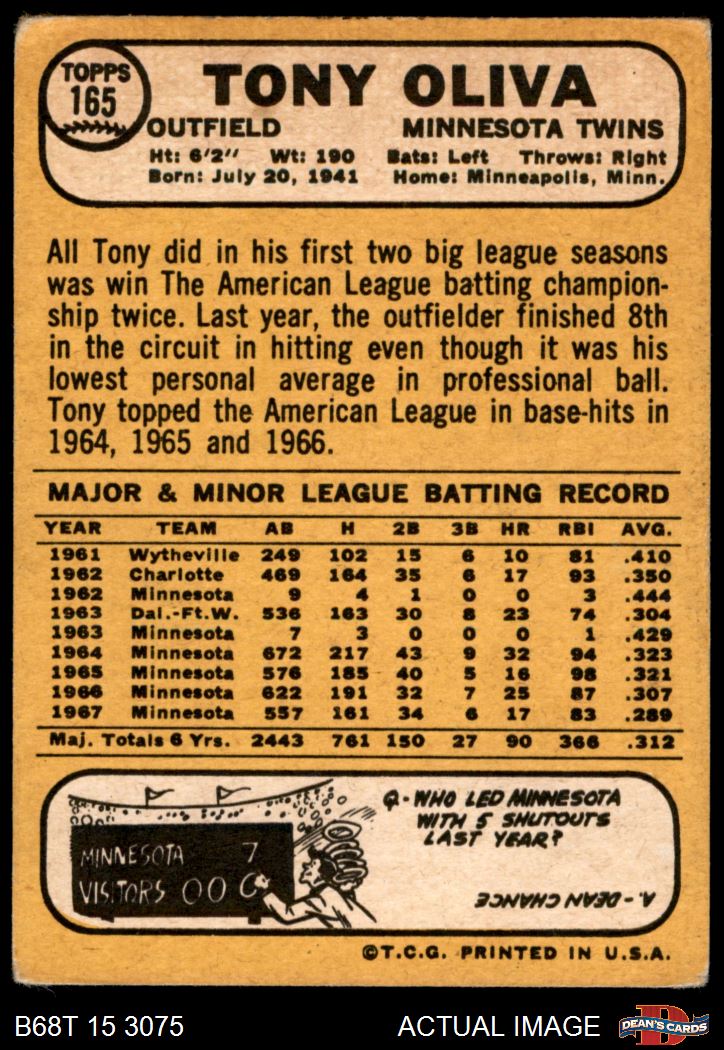 TOPPS
165
TONY OLIVA
OUTFIELD MINNESOTA TWINS
Ht: 6'2" Wt: 190 Bats: Left Throws: Right
Born: July 20, 1941 Home: Minneapolis, Minn.
All Tony did in his first two big league seasons
was win The American League batting champion-
ship twice. Last year, the outfielder finished 8th
in the circuit in hitting even though it was his
lowest personal average in professional ball.
Tony topped the American League in base-hits in
1964, 1965 and 1966.
MAJOR & MINOR LEAGUE BATTING RECORD
YEAR TEAM AB H 2B 3B HR RBI AVG.
1961 Wytheville 249 102 15 6 10 81 .410
1962 Charlotte 469 164 35 6 17 93 .350
1962 Minnesota 9 4 1 0 0 3 .444
1963 Dal.-Ft.W. 536 163 30 8 23 74 .304
1963 Minnesota 7 3 0 0 0 1 .429
1964 Minnesota 672 217 43 9 32 94 .323
1965 Minnesota 576 185 40 5 16 98 .321
1966 Minnesota 622 191 32 7 25 87 .307
1967 Minnesota 557 161 34 6 17 83 .289
Maj. Totals 6 Yrs. 2443 761 150 27 90 366 .312
MINNESOTA 7
VISITORS 000
Q-WHO LED MINNESOTA
WITH 5 SHUTOUTS
LAST YEAR?
A.-DEAN CHANCE
©T.C.G. PRINTED IN U.S.A.
B68T 15 3075 ACTUAL IMAGE DEAN'S CARDS